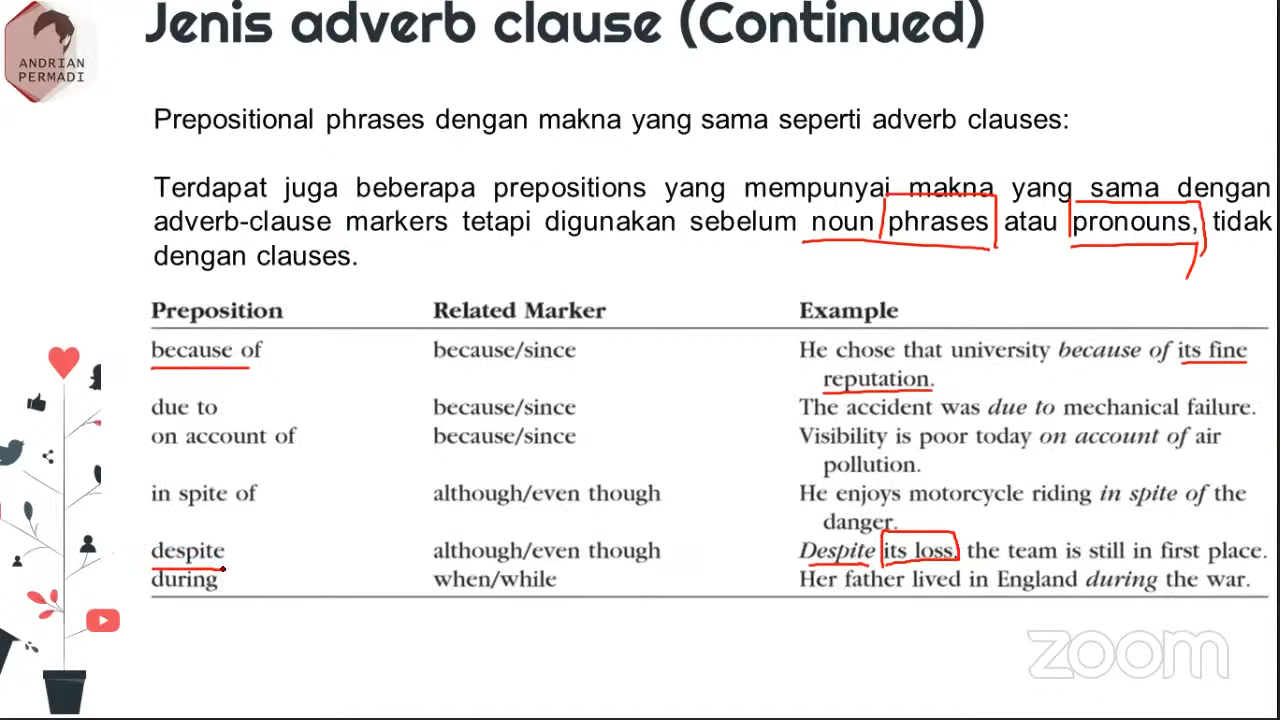 Jenis adverb clause (Continued)
ANDRIAN
PERMADI
Prepositional phrases dengan makna yang sama seperti adverb clauses:
Terdapat juga beberapa prepositions yang mempunyai makna yang sama dengan
adverb-clause markers tetapi digunakan sebelum noun phrases atau pronouns, tidak
dengan clauses.
Preposition Related Marker Example
because of because/since He chose that university because of its fine
reputation.
due to because/since The accident was due to mechanical failure.
on account of because/since Visibility is poor today on account of air
pollution.
in spite of although/even though He enjoys motorcycle riding in spite of the
danger.
despite although/even though Despite its loss, the team is still in first place.
during when/while Her father lived in England during the war.
zoom